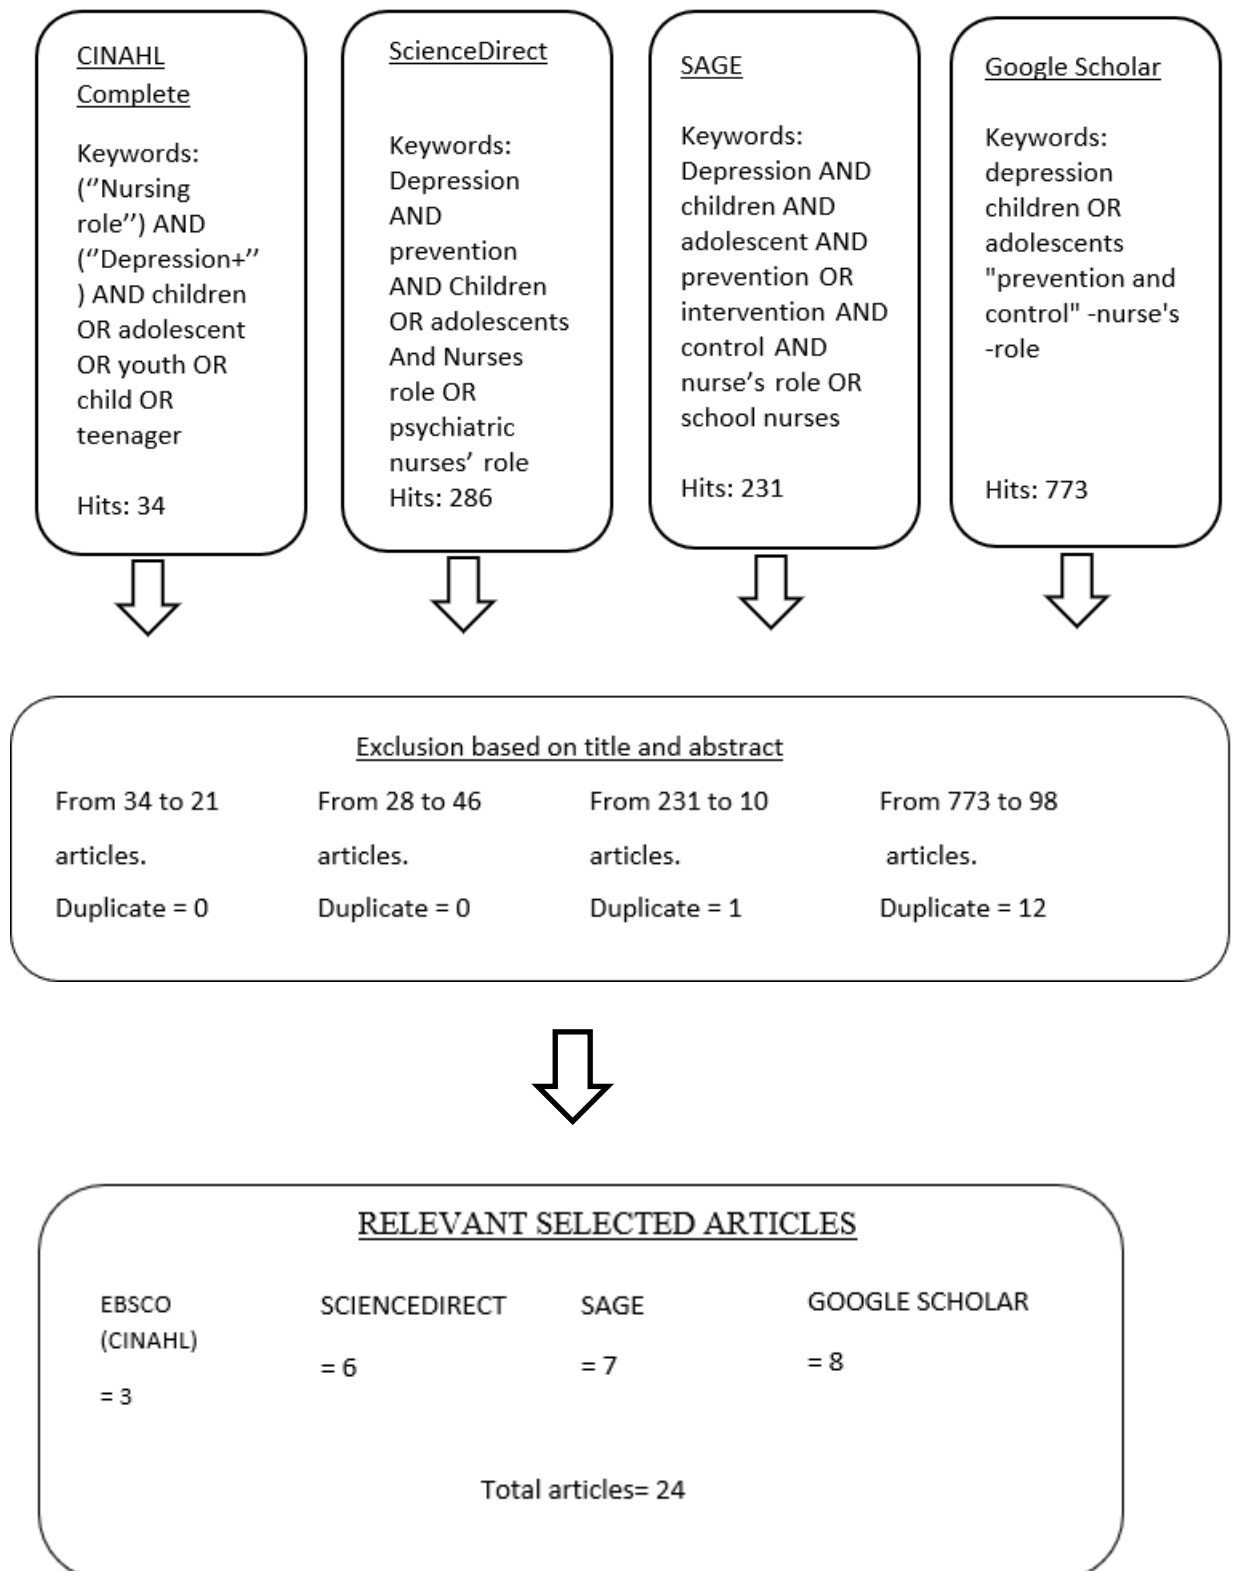 CINAHL
Complete
Keywords:
(‘’Nursing
role’’) AND
(‘’Depression+’’
) AND children
OR adolescent
OR youth OR
child OR
teenager
Hits: 34
ScienceDirect
Keywords:
Depression
AND
prevention
AND Children
OR adolescents
And Nurses
role OR
psychiatric
nurses’ role
Hits: 286
SAGE
Keywords:
Depression AND
children AND
adolescent AND
prevention OR
intervention AND
control AND
nurse’s role OR
school nurses
Hits: 231
Google Scholar
Keywords:
depression
children OR
adolescents
"prevention and
control" -nurse's
-role
Hits: 773
Exclusion based on title and abstract
From 34 to 21
articles.
Duplicate = 0
From 28 to 46
articles.
Duplicate = 0
From 231 to 10
articles.
Duplicate = 1
From 773 to 98
articles.
Duplicate = 12
RELEVANT SELECTED ARTICLES
EBSCO
(CINAHL)
= 3
SCIENCEDIRECT
= 6
SAGE
= 7
GOOGLE SCHOLAR
= 8
Total articles= 24